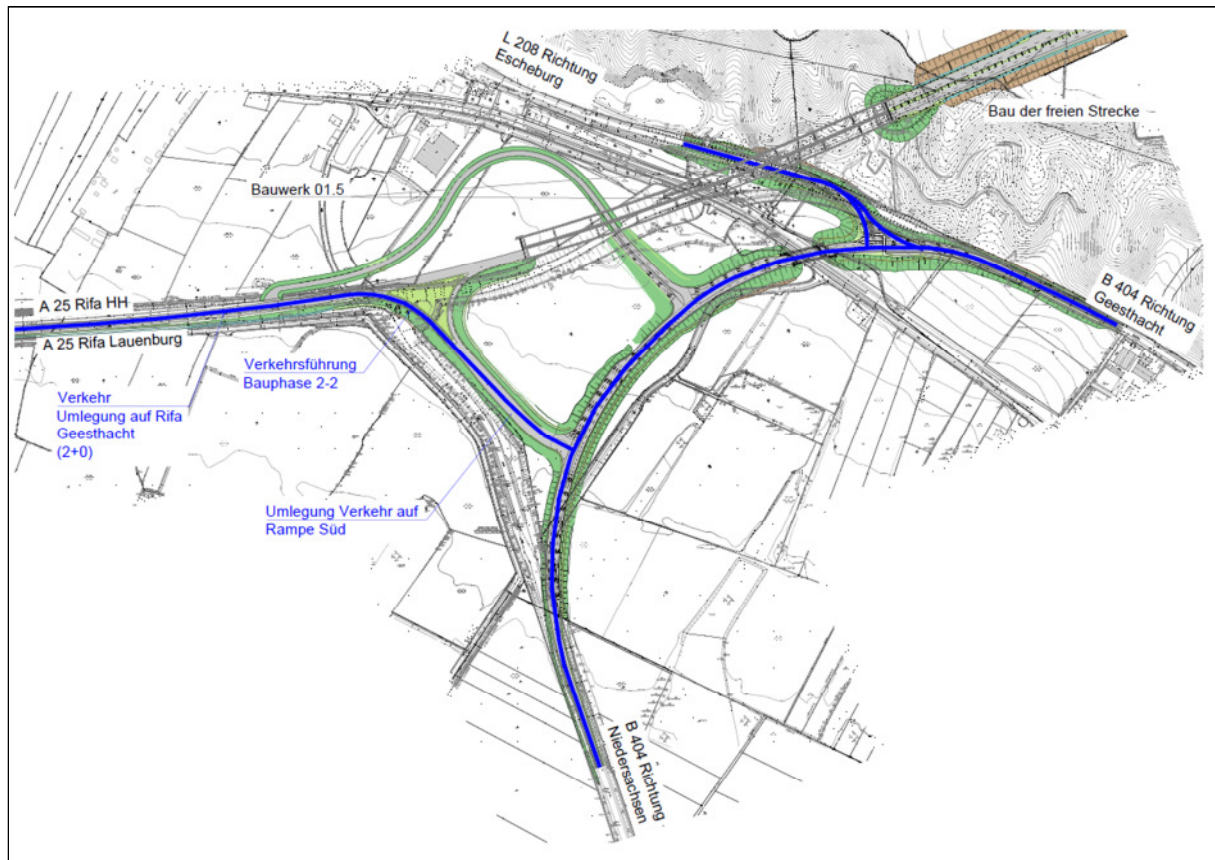 L 208 Richtung
Escheburg
Bau der freien Strecke
Bauwerk 01.5
A 25 Rifa HH
A 25 Rifa Lauenburg
B 404 Richtung
Geesthacht
Verkehrsführung
Bauphase 2-2
Verkehr
Umlegung auf Rifa
Geesthacht
(2+0)
Umlegung Verkehr auf
Rampe Süd
B 404 Richtung
Niedersachsen